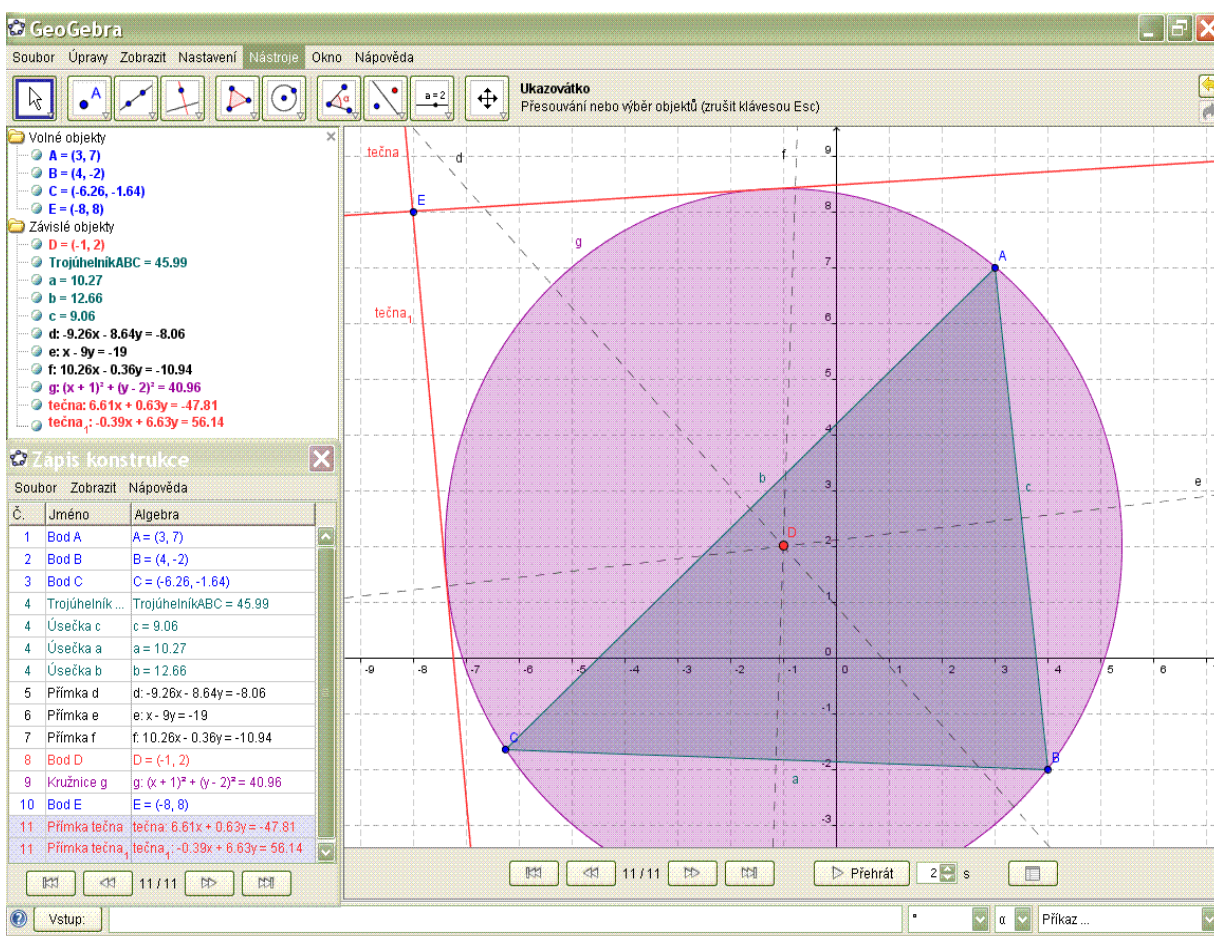 GeoGebra
Soubor Úpravy Zobrazit Nastavení Nástroje Okno Nápověda
A
α
a = 2
Ukazovátko
Přesouvání nebo výběr objektů (zrušit klávesou Esc)
Volné objekty
A = (3, 7)
B = (4, -2)
C = (-6.26, -1.64)
E = (-8, 8)
Závislé objekty
D = (-1, 2)
TrojúhelníkABC = 45.99
a = 10.27
b = 12.66
c = 9.06
d: -9.26x - 8.64y = -8.06
e: x - 9y = -19
f: 10.26x - 0.36y = -10.94
g: (x + 1)² + (y - 2)² = 40.96
tečna: 6.61x + 0.63y = -47.81
tečna₁: -0.39x + 6.63y = 56.14
Zápis konstrukce
Soubor Zobrazit Nápověda
Č. Jméno Algebra
1 Bod A A = (3, 7)
2 Bod B B = (4, -2)
3 Bod C C = (-6.26, -1.64)
4 Trojúhelník ... TrojúhelníkABC = 45.99
4 Úsečka c c = 9.06
4 Úsečka a a = 10.27
4 Úsečka b b = 12.66
5 Přímka d d: -9.26x - 8.64y = -8.06
6 Přímka e e: x - 9y = -19
7 Přímka f f: 10.26x - 0.36y = -10.94
8 Bod D D = (-1, 2)
9 Kružnice g g: (x + 1)² + (y - 2)² = 40.96
10 Bod E E = (-8, 8)
11 Přímka tečna tečna: 6.61x + 0.63y = -47.81
11 Přímka tečna₁ tečna₁: -0.39x + 6.63y = 56.14
11 / 11
tečna
d
f
9
E
8
g
A
7
tečna₁
6
5
4
b
3
c
e
D
2
1
0
-9 -8 -7 -6 -5 -4 -3 -2 -1 0 1 2 3 4 5 6
-1
C
B
-2
a
-3
11 / 11
Přehrát
2 s
Vstup:
°
α
Příkaz ...